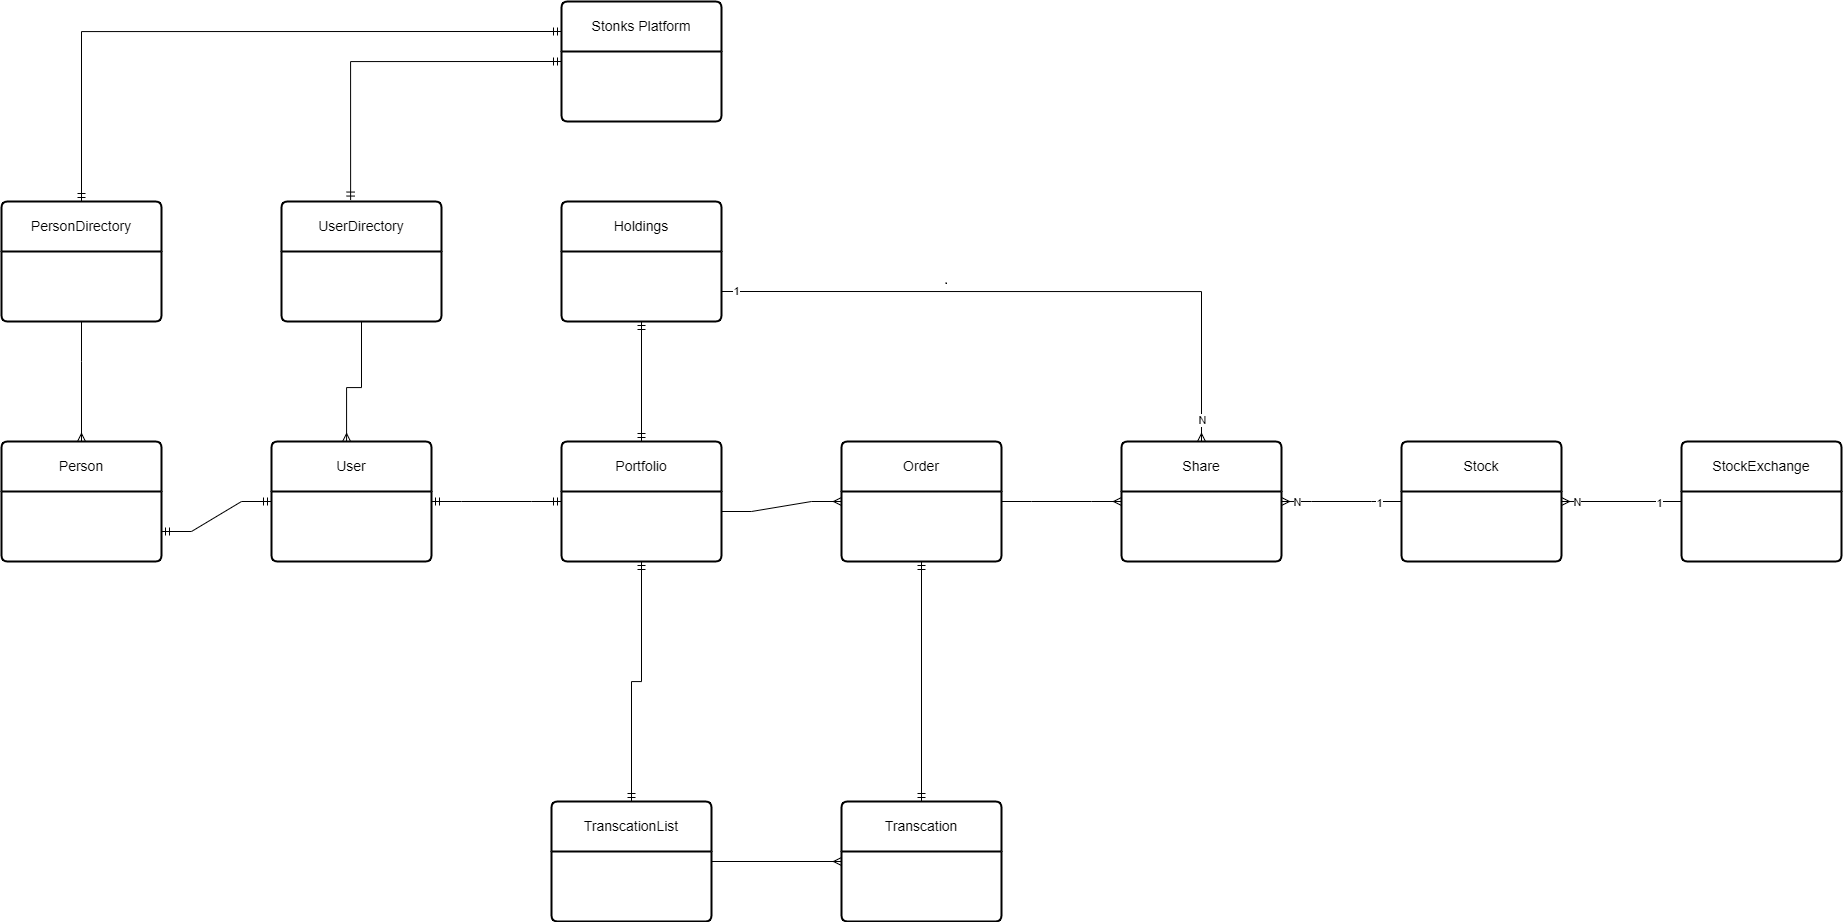 Stonks Platform
PersonDirectory
UserDirectory
Holdings
1
.
N
Person
User
Portfolio
Order
Share
Stock
StockExchange
N
1
N
1
TranscationList
Transcation